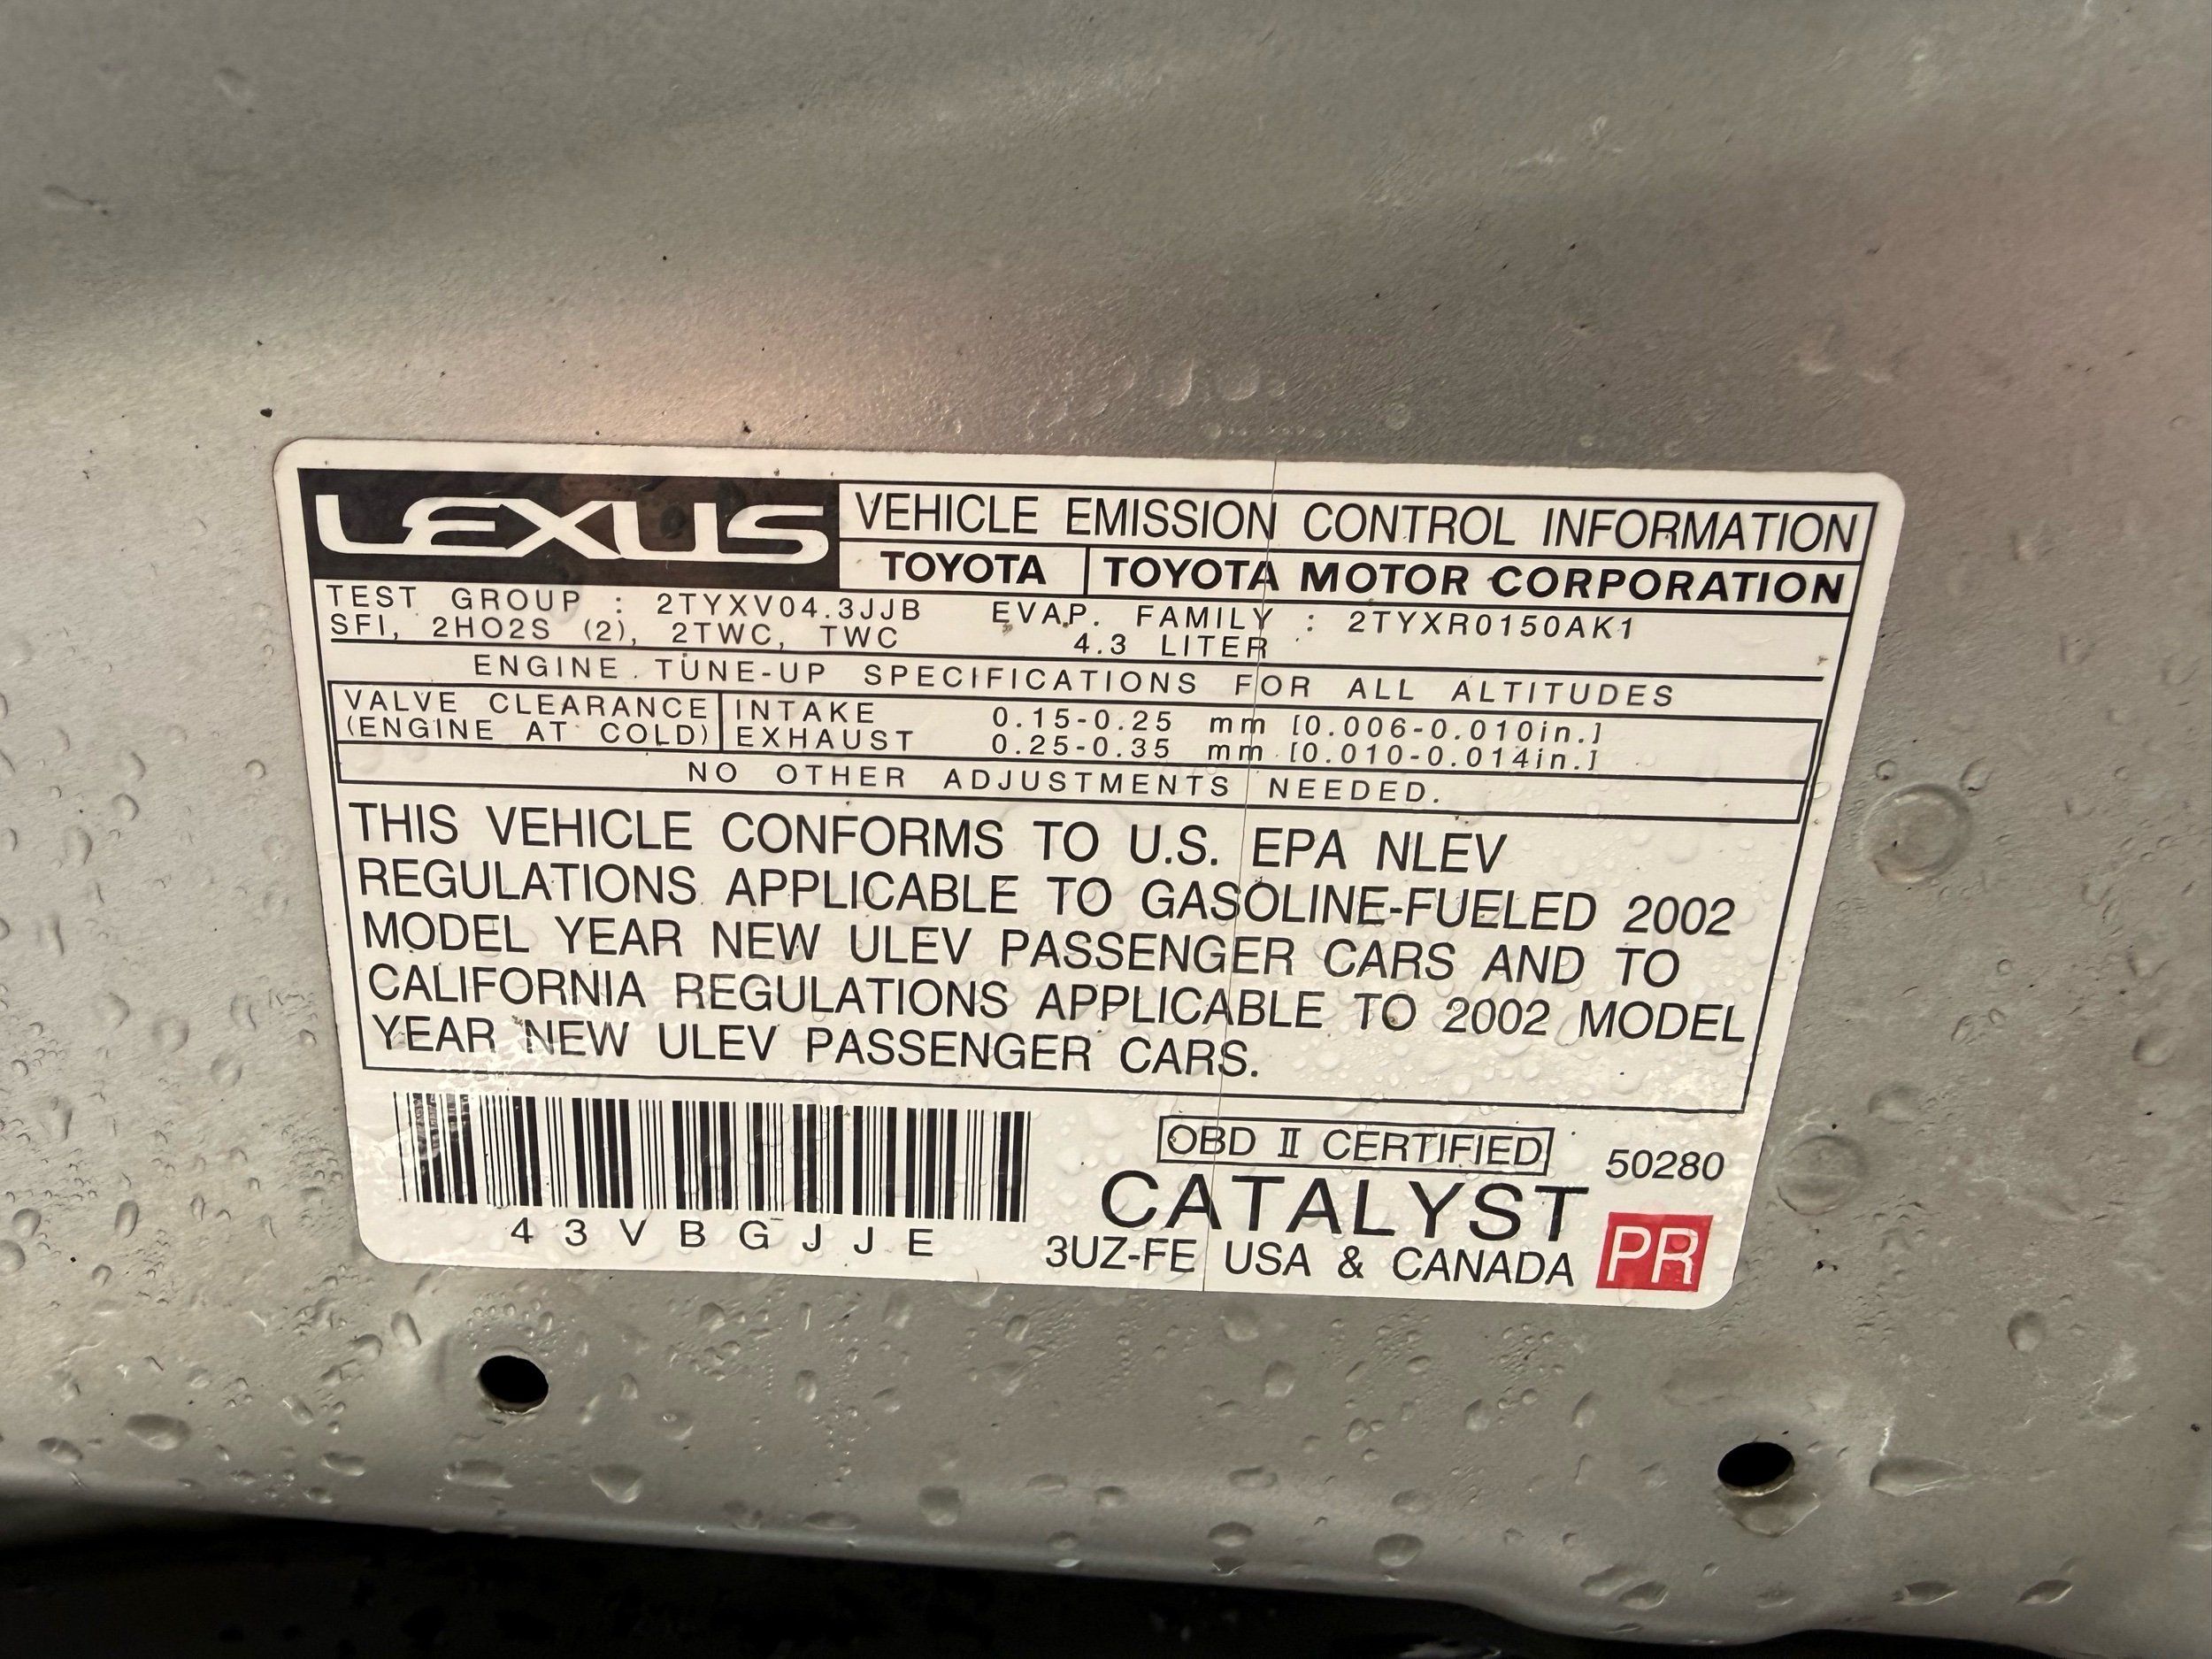 LEXUS VEHICLE EMISSION CONTROL INFORMATION
TOYOTA TOYOTA MOTOR CORPORATION
TEST GROUP : 2TYXV04.3JJB EVAP. FAMILY : 2TYXR0150AK1
SFI, 2HO2S (2), 2TWC, TWC 4.3 LITER
ENGINE TUNE-UP SPECIFICATIONS FOR ALL ALTITUDES
VALVE CLEARANCE INTAKE 0.15-0.25 mm [0.006-0.010in.]
(ENGINE AT COLD) EXHAUST 0.25-0.35 mm [0.010-0.014in.]
NO OTHER ADJUSTMENTS NEEDED.
THIS VEHICLE CONFORMS TO U.S. EPA NLEV
REGULATIONS APPLICABLE TO GASOLINE-FUELED 2002
MODEL YEAR NEW ULEV PASSENGER CARS AND TO
CALIFORNIA REGULATIONS APPLICABLE TO 2002 MODEL
YEAR NEW ULEV PASSENGER CARS.
OBD II CERTIFIED 50280
CATALYST
43VBGJJE 3UZ-FE USA & CANADA PR